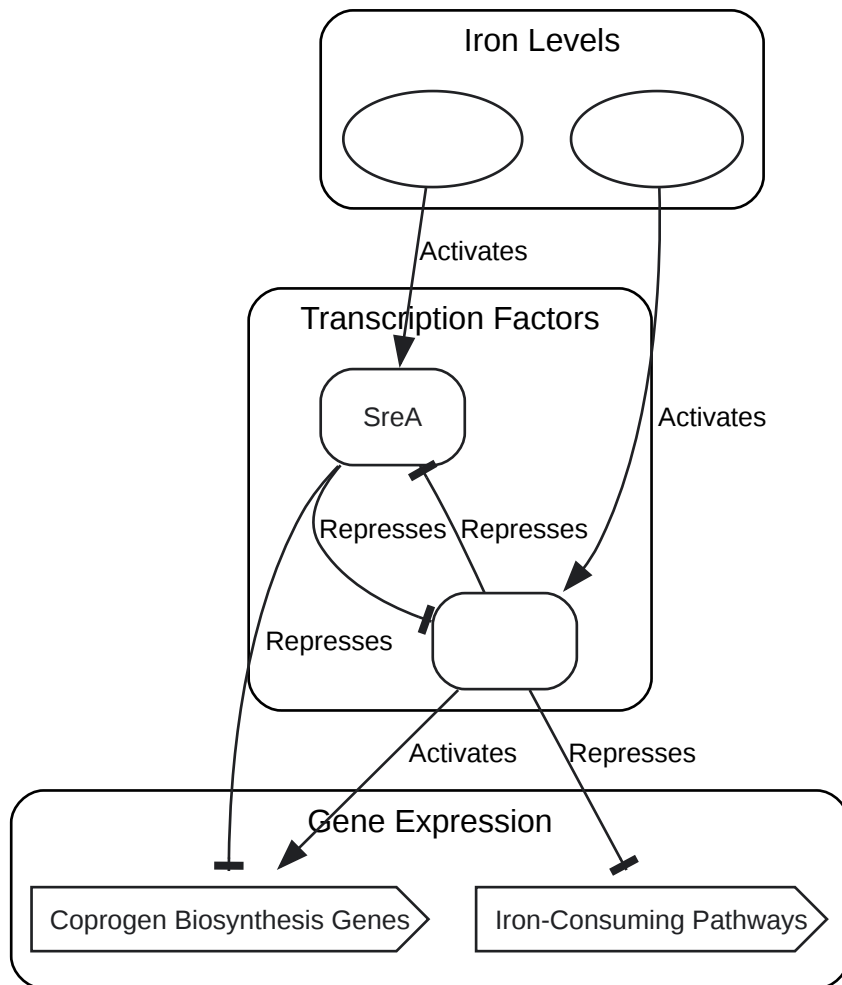 Iron Levels
Activates
Transcription Factors
SreA
Activates
Represses
Represses
Represses
Activates
Represses
Gene Expression
Coprogen Biosynthesis Genes
Iron-Consuming Pathways